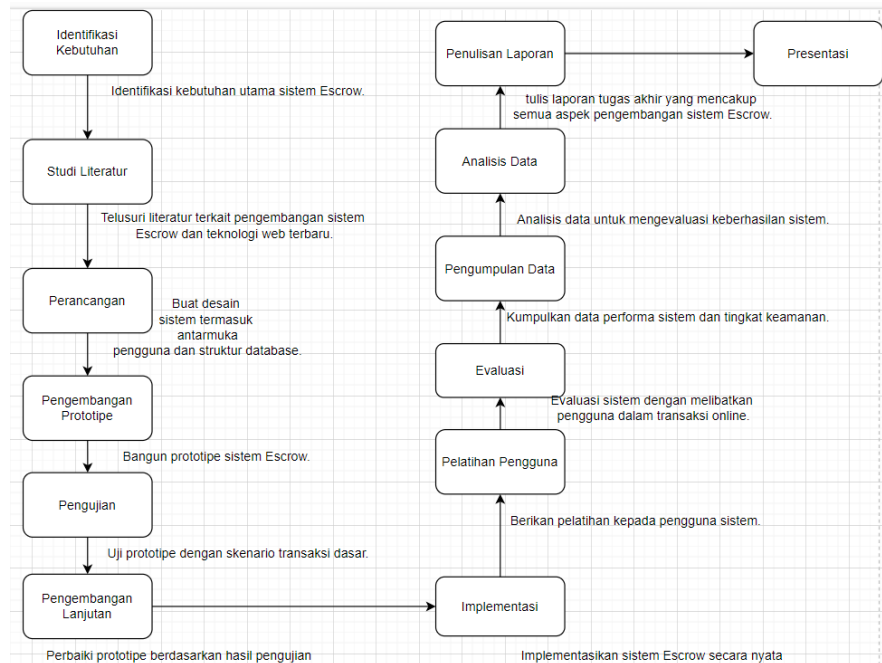 Identifikasi
Kebutuhan
Identifikasi kebutuhan utama sistem Escrow.
Studi Literatur
Telusuri literatur terkait pengembangan sistem
Escrow dan teknologi web terbaru.
Perancangan
Buat desain
sistem termasuk
antarmuka
pengguna dan struktur database.
Pengembangan
Prototipe
Bangun prototipe sistem Escrow.
Pengujian
Uji prototipe dengan skenario transaksi dasar.
Pengembangan
Lanjutan
Perbaiki prototipe berdasarkan hasil pengujian
Implementasi
Implementasikan sistem Escrow secara nyata
Berikan pelatihan kepada pengguna sistem.
Pelatihan Pengguna
Evaluasi sistem dengan melibatkan
pengguna dalam transaksi online.
Evaluasi
Kumpulkan data performa sistem dan tingkat keamanan.
Pengumpulan Data
Analisis data untuk mengevaluasi keberhasilan sistem.
Analisis Data
tulis laporan tugas akhir yang mencakup
semua aspek pengembangan sistem Escrow.
Penulisan Laporan
Presentasi